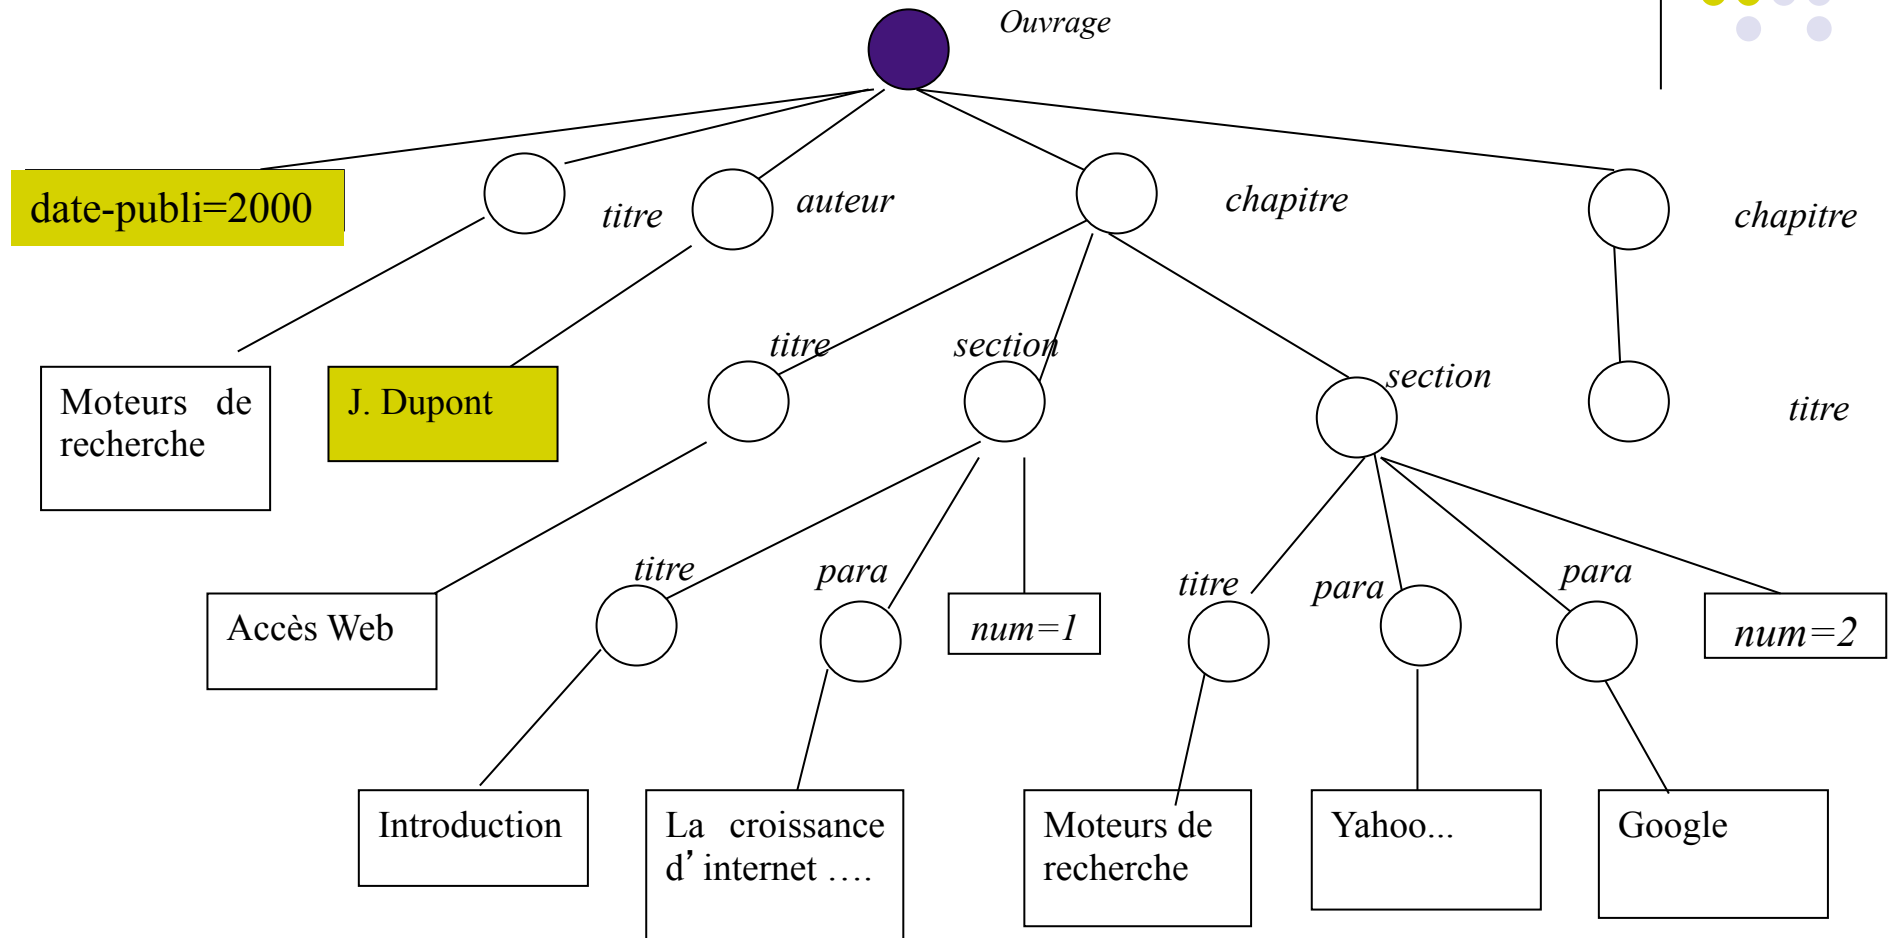 Ouvrage
date-publi=2000
titre
auteur
chapitre
chapitre
Moteurs de
recherche
J. Dupont
titre
section
section
titre
Accès Web
titre
para
num=1
titre
para
para
num=2
Introduction
La croissance
d’ internet ….
Moteurs de
recherche
Yahoo...
Google